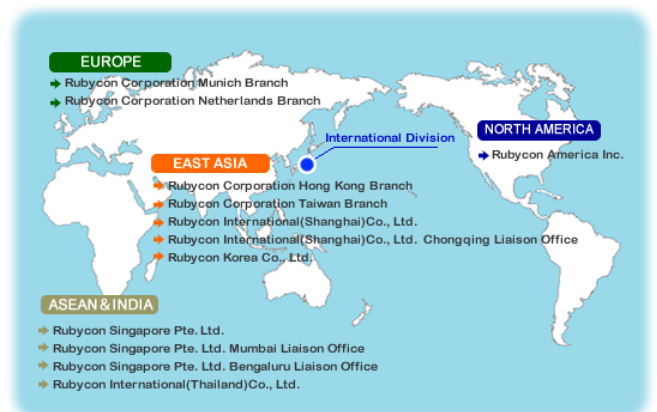 EUROPE
Rubycon Corporation Munich Branch
Rubycon Corporation Netherlands Branch
International Division
NORTH AMERICA
Rubycon America Inc.
EAST ASIA
Rubycon Corporation Hong Kong Branch
Rubycon Corporation Taiwan Branch
Rubycon International(Shanghai)Co., Ltd.
Rubycon International(Shanghai)Co., Ltd. Chongqing Liaison Office
Rubycon Korea Co., Ltd.
ASEAN&INDIA
Rubycon Singapore Pte. Ltd.
Rubycon Singapore Pte. Ltd. Mumbai Liaison Office
Rubycon Singapore Pte. Ltd. Bengaluru Liaison Office
Rubycon International(Thailand)Co., Ltd.